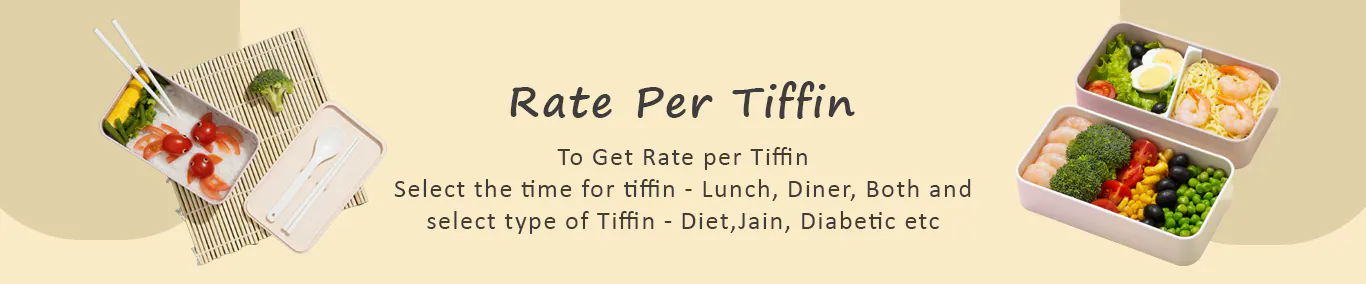 Rate Per Tiffin
To Get Rate per Tiffin
Select the time for tiffin - Lunch, Diner, Both and
select type of Tiffin - Diet,Jain, Diabetic etc